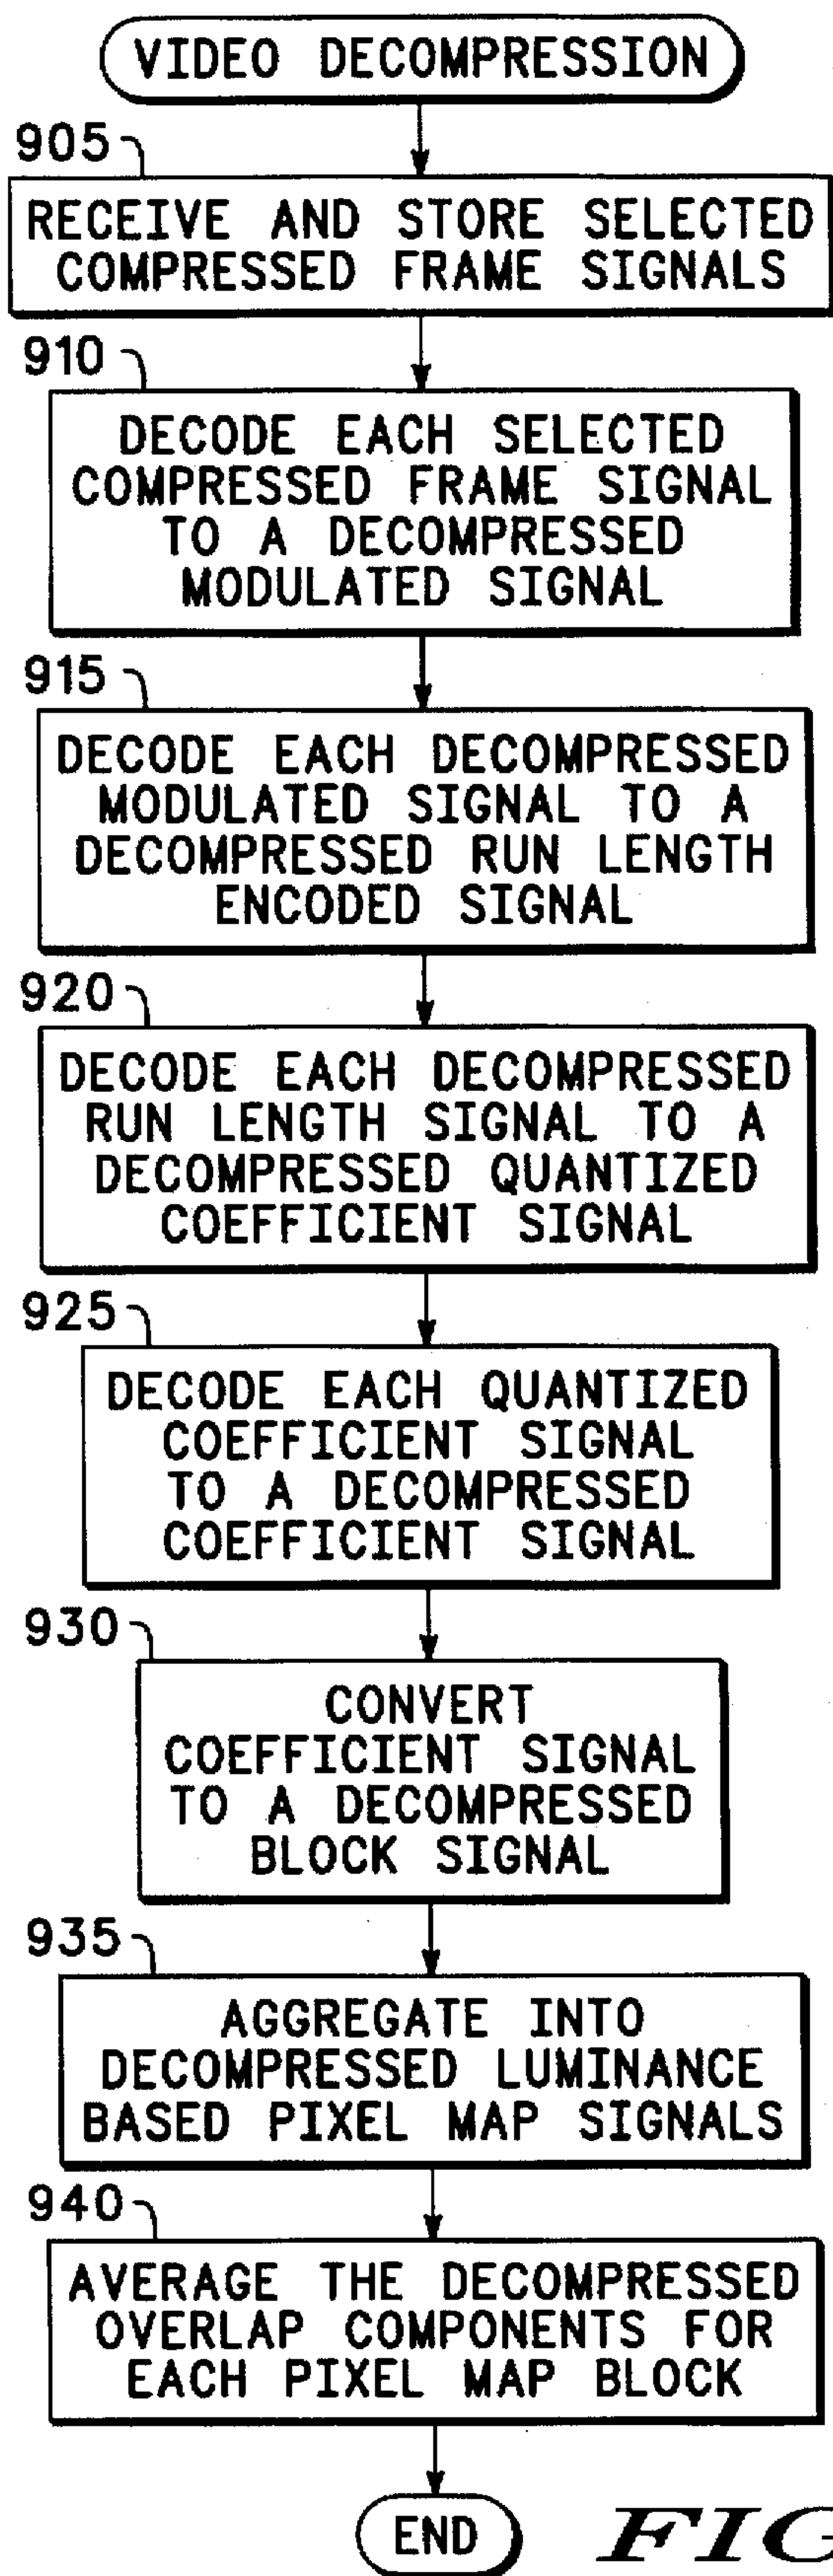 VIDEO DECOMPRESSION
905
RECEIVE AND STORE SELECTED
COMPRESSED FRAME SIGNALS
910
DECODE EACH SELECTED
COMPRESSED FRAME SIGNAL
TO A DECOMPRESSED
MODULATED SIGNAL
915
DECODE EACH DECOMPRESSED
MODULATED SIGNAL TO A
DECOMPRESSED RUN LENGTH
ENCODED SIGNAL
920
DECODE EACH DECOMPRESSED
RUN LENGTH SIGNAL TO A
DECOMPRESSED QUANTIZED
COEFFICIENT SIGNAL
925
DECODE EACH QUANTIZED
COEFFICIENT SIGNAL
TO A DECOMPRESSED
COEFFICIENT SIGNAL
930
CONVERT
COEFFICIENT SIGNAL
TO A DECOMPRESSED
BLOCK SIGNAL
935
AGGREGATE INTO
DECOMPRESSED LUMINANCE
BASED PIXEL MAP SIGNALS
940
AVERAGE THE DECOMPRESSED
OVERLAP COMPONENTS FOR
EACH PIXEL MAP BLOCK
END
FIG